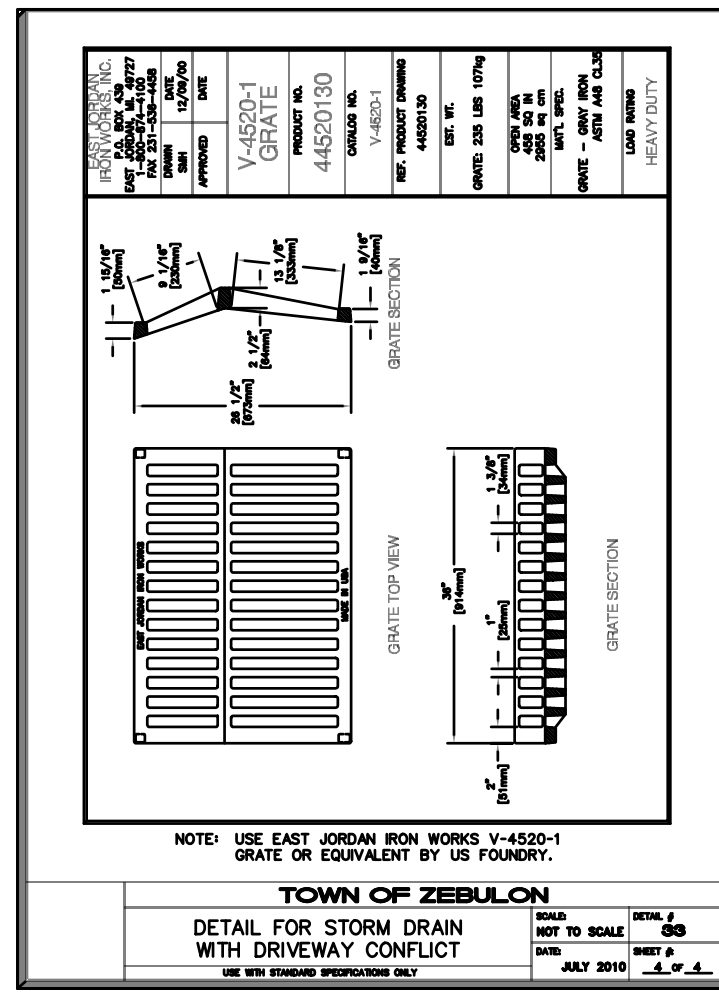 EAST JORDAN
IRON WORKS, INC.
P.O. BOX 439
EAST JORDAN, MI. 49727
1-800-874-4100
FAX 231-536-4458
DRAWN DATE
SMH 12/09/00
APPROVED DATE
V-4520-1
GRATE
PRODUCT NO.
44520130
CATALOG NO.
V-4520-1
REF. PRODUCT DRAWING
44520130
EST. WT.
GRATE: 235 LBS 107kg
OPEN AREA
458 SQ IN
2955 sq cm
MAT'L SPEC.
GRATE - GRAY IRON
ASTM A48 CL35
LOAD RATING
HEAVY DUTY
1 15/16"
[50mm]
9 1/16"
[230mm]
13 1/8"
[333mm]
1 9/16"
[40mm]
2 1/2"
[64mm]
26 1/2"
[673mm]
GRATE SECTION
EAST JORDAN IRON WORKS
MADE IN USA
GRATE TOP VIEW
36"
[914mm]
1 3/8"
[34mm]
1"
[25mm]
2"
[51mm]
GRATE SECTION
NOTE: USE EAST JORDAN IRON WORKS V-4520-1
GRATE OR EQUIVALENT BY US FOUNDRY.
TOWN OF ZEBULON
DETAIL FOR STORM DRAIN
WITH DRIVEWAY CONFLICT
USE WITH STANDARD SPECIFICATIONS ONLY
SCALE:
NOT TO SCALE
DETAIL #
33
DATE:
JULY 2010
SHEET #:
4 OF 4